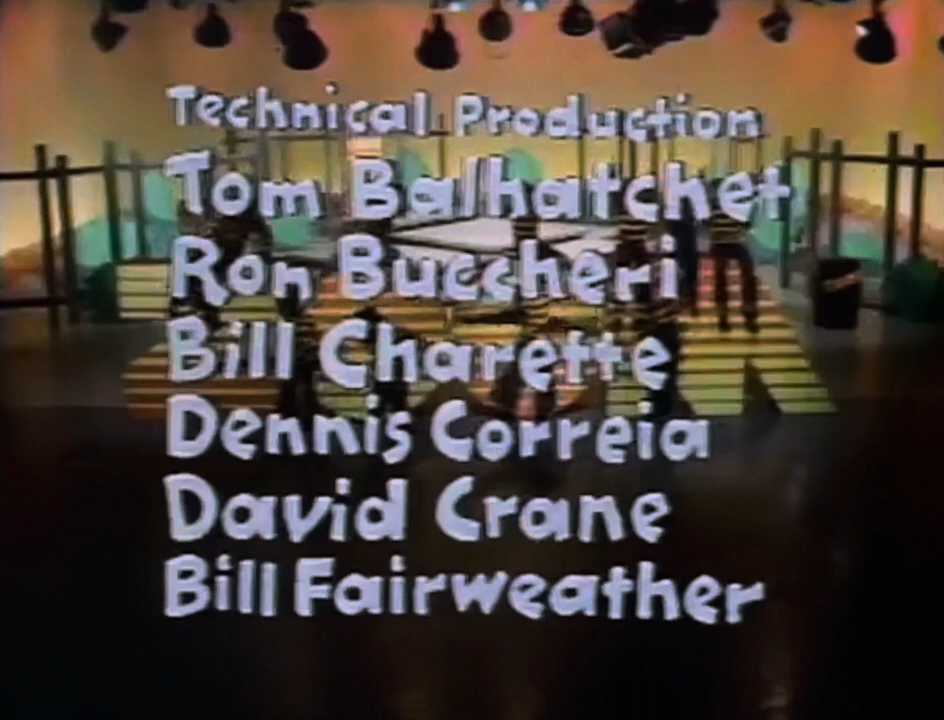 Technical Production
Tom Balhatchet
Ron Buccheri
Bill Charette
Dennis Correia
David Crane
Bill Fairweather